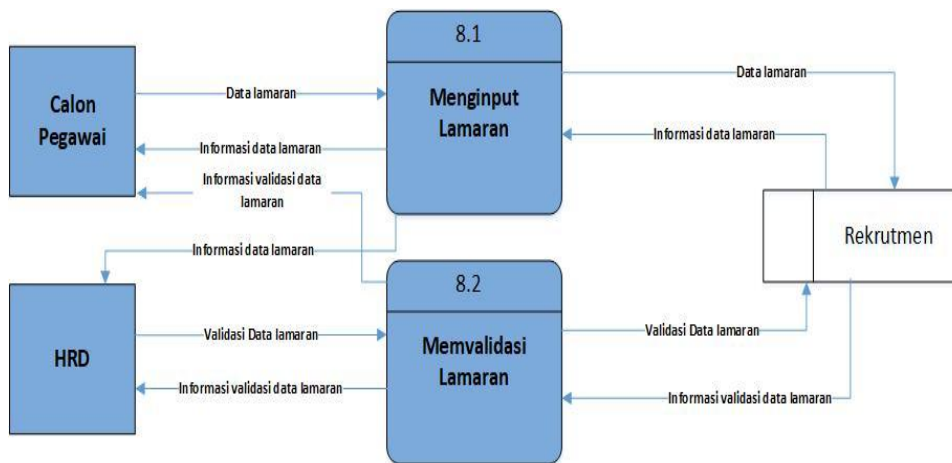 8.1
Calon
Pegawai
Data lamaran
Menginput
Lamaran
Data lamaran
Informasi data lamaran
Informasi data lamaran
Informasi validasi data
lamaran
Rekrutmen
Informasi data lamaran
8.2
HRD
Validasi Data lamaran
Memvalidasi
Lamaran
Validasi Data lamaran
Informasi validasi data lamaran
Informasi validasi data lamaran